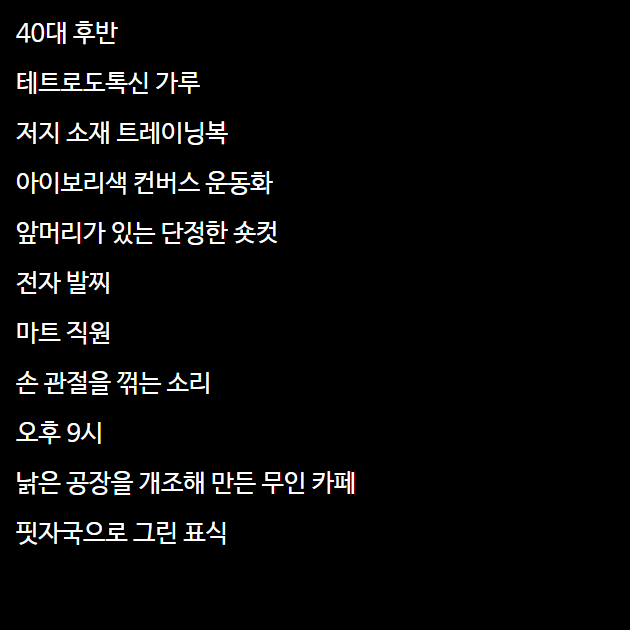 40대 후반
테트로도톡신 가루
저지 소재 트레이닝복
아이보리색 컨버스 운동화
앞머리가 있는 단정한 숏컷
전자 발찌
마트 직원
손 관절을 꺾는 소리
오후 9시
낡은 공장을 개조해 만든 무인 카페
핏자국으로 그린 표식